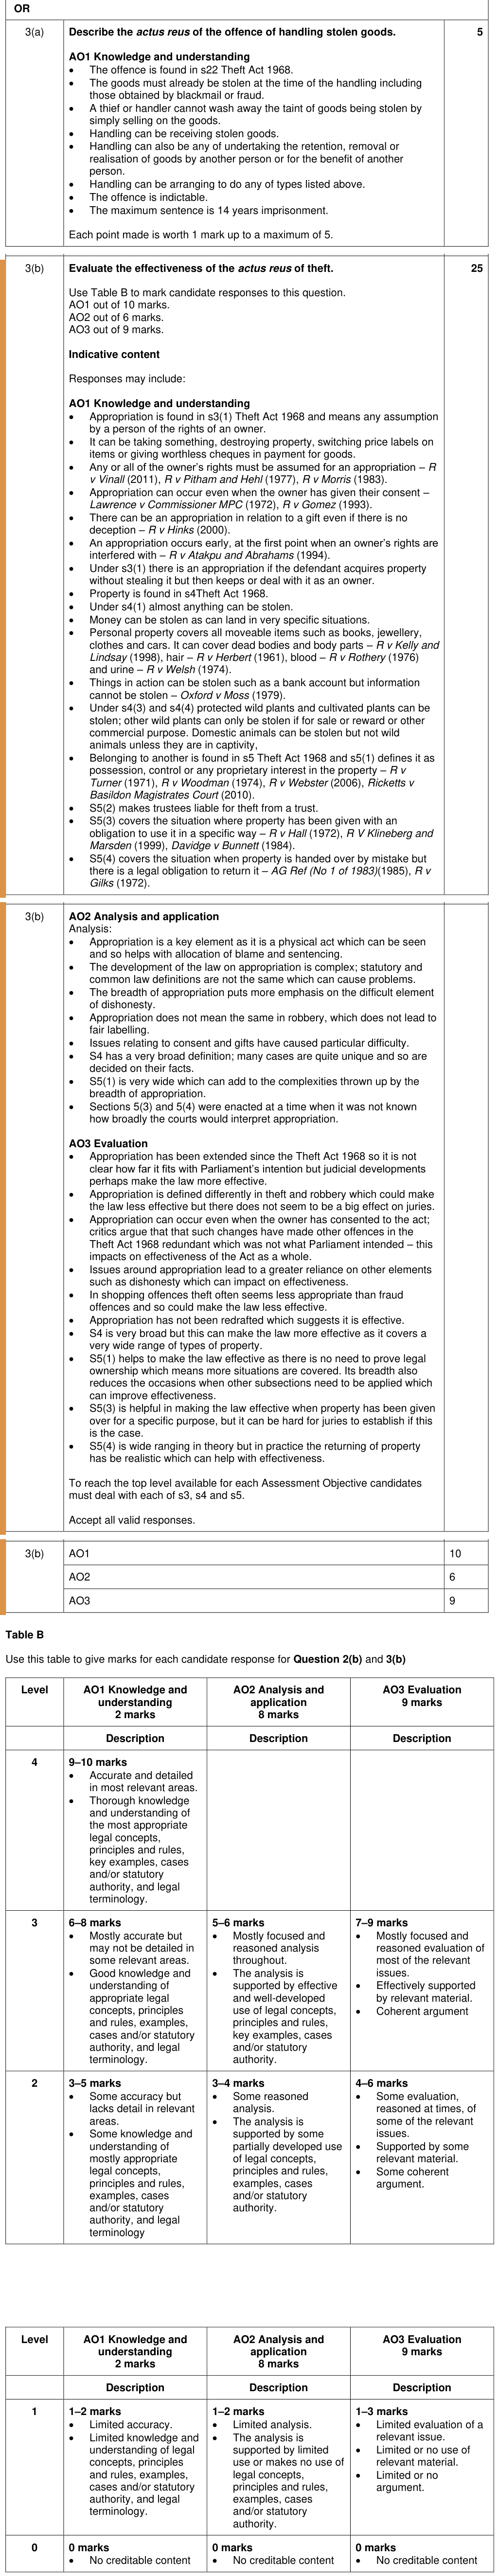 OR
3(a)
Describe the actus reus of the offence of handling stolen goods.
5
AO1 Knowledge and understanding
• The offence is found in s22 Theft Act 1968.
• The goods must already be stolen at the time of the handling including
those obtained by blackmail or fraud.
• A thief or handler cannot wash away the taint of goods being stolen by
simply selling on the goods.
• Handling can be receiving stolen goods.
• Handling can also be any of undertaking the retention, removal or
realisation of goods by another person or for the benefit of another
person.
• Handling can be arranging to do any of types listed above.
• The offence is indictable.
• The maximum sentence is 14 years imprisonment.
Each point made is worth 1 mark up to a maximum of 5.
3(b)
Evaluate the effectiveness of the actus reus of theft.
25
Use Table B to mark candidate responses to this question.
AO1 out of 10 marks.
AO2 out of 6 marks.
AO3 out of 9 marks.
Indicative content
Responses may include:
AO1 Knowledge and understanding
• Appropriation is found in s3(1) Theft Act 1968 and means any assumption
by a person of the rights of an owner.
• It can be taking something, destroying property, switching price labels on
items or giving worthless cheques in payment for goods.
• Any or all of the owner's rights must be assumed for an appropriation – R
v Vinall (2011), R v Pitham and Hehl (1977), R v Morris (1983).
• Appropriation can occur even when the owner has given their consent –
Lawrence v Commissioner MPC (1972), R v Gomez (1993).
• There can be an appropriation in relation to a gift even if there is no
deception – R v Hinks (2000).
• An appropriation occurs early, at the first point when an owner's rights are
interfered with – R v Atakpu and Abrahams (1994).
• Under s3(1) there is an appropriation if the defendant acquires property
without stealing it but then keeps or deal with it as an owner.
• Property is found in s4Theft Act 1968.
• Under s4(1) almost anything can be stolen.
• Money can be stolen as can land in very specific situations.
• Personal property covers all moveable items such as books, jewellery,
clothes and cars. It can cover dead bodies and body parts – R v Kelly and
Lindsay (1998), hair – R v Herbert (1961), blood – R v Rothery (1976)
and urine – R v Welsh (1974).
• Things in action can be stolen such as a bank account but information
cannot be stolen – Oxford v Moss (1979).
• Under s4(3) and s4(4) protected wild plants and cultivated plants can be
stolen; other wild plants can only be stolen if for sale or reward or other
commercial purpose. Domestic animals can be stolen but not wild
animals unless they are in captivity,
• Belonging to another is found in s5 Theft Act 1968 and s5(1) defines it as
possession, control or any proprietary interest in the property – R v
Turner (1971), R v Woodman (1974), R v Webster (2006), Ricketts v
Basildon Magistrates Court (2010).
• S5(2) makes trustees liable for theft from a trust.
• S5(3) covers the situation where property has been given with an
obligation to use it in a specific way – R v Hall (1972), R V Klineberg and
Marsden (1999), Davidge v Bunnett (1984).
• S5(4) covers the situation when property is handed over by mistake but
there is a legal obligation to return it – AG Ref (No 1 of 1983)(1985), R v
Gilks (1972).
3(b)
AO2 Analysis and application
Analysis:
• Appropriation is a key element as it is a physical act which can be seen
and so helps with allocation of blame and sentencing.
• The development of the law on appropriation is complex; statutory and
common law definitions are not the same which can cause problems.
• The breadth of appropriation puts more emphasis on the difficult element
of dishonesty.
• Appropriation does not mean the same in robbery, which does not lead to
fair labelling.
• Issues relating to consent and gifts have caused particular difficulty.
• S4 has a very broad definition; many cases are quite unique and so are
decided on their facts.
• S5(1) is very wide which can add to the complexities thrown up by the
breadth of appropriation.
• Sections 5(3) and 5(4) were enacted at a time when it was not known
how broadly the courts would interpret appropriation.
AO3 Evaluation
• Appropriation has been extended since the Theft Act 1968 so it is not
clear how far it fits with Parliament's intention but judicial developments
perhaps make the law more effective.
• Appropriation is defined differently in theft and robbery which could make
the law less effective but there does not seem to be a big effect on juries.
• Appropriation can occur even when the owner has consented to the act;
critics argue that that such changes have made other offences in the
Theft Act 1968 redundant which was not what Parliament intended – this
impacts on effectiveness of the Act as a whole.
• Issues around appropriation lead to a greater reliance on other elements
such as dishonesty which can impact on effectiveness.
• In shopping offences theft often seems less appropriate than fraud
offences and so could make the law less effective.
• Appropriation has not been redrafted which suggests it is effective.
• S4 is very broad but this can make the law more effective as it covers a
very wide range of types of property.
• S5(1) helps to make the law effective as there is no need to prove legal
ownership which means more situations are covered. Its breadth also
reduces the occasions when other subsections need to be applied which
can improve effectiveness.
• S5(3) is helpful in making the law effective when property has been given
over for a specific purpose, but it can be hard for juries to establish if this
is the case.
• S5(4) is wide ranging in theory but in practice the returning of property
has be realistic which can help with effectiveness.
To reach the top level available for each Assessment Objective candidates
must deal with each of s3, s4 and s5.
Accept all valid responses.
3(b)
AO1
10
AO2
6
AO3
9
Table B
Use this table to give marks for each candidate response for Question 2(b) and 3(b)
Level
AO1 Knowledge and
understanding
2 marks
AO2 Analysis and
application
8 marks
AO3 Evaluation
9 marks
Description
Description
Description
4
9–10 marks
• Accurate and detailed
in most relevant areas.
• Thorough knowledge
and understanding of
the most appropriate
legal concepts,
principles and rules,
key examples, cases
and/or statutory
authority, and legal
terminology.
3
6–8 marks
• Mostly accurate but
may not be detailed in
some relevant areas.
• Good knowledge and
understanding of
appropriate legal
concepts, principles
and rules, examples,
cases and/or statutory
authority, and legal
terminology.
5–6 marks
• Mostly focused and
reasoned analysis
throughout.
• The analysis is
supported by effective
and well-developed
use of legal concepts,
principles and rules,
key examples, cases
and/or statutory
authority.
7–9 marks
• Mostly focused and
reasoned evaluation of
most of the relevant
issues.
• Effectively supported
by relevant material.
• Coherent argument
2
3–5 marks
• Some accuracy but
lacks detail in relevant
areas.
• Some knowledge and
understanding of
mostly appropriate
legal concepts,
principles and rules,
examples, cases
and/or statutory
authority, and legal
terminology
3–4 marks
• Some reasoned
analysis.
• The analysis is
supported by some
partially developed use
of legal concepts,
principles and rules,
examples, cases
and/or statutory
authority.
4–6 marks
• Some evaluation,
reasoned at times, of
some of the relevant
issues.
• Supported by some
relevant material.
• Some coherent
argument.
Level
AO1 Knowledge and
understanding
2 marks
AO2 Analysis and
application
8 marks
AO3 Evaluation
9 marks
Description
Description
Description
1
1–2 marks
• Limited accuracy.
• Limited knowledge and
understanding of legal
concepts, principles
and rules, examples,
cases and/or statutory
authority, and legal
terminology.
1–2 marks
• Limited analysis.
• The analysis is
supported by limited
use or makes no use of
legal concepts,
principles and rules,
examples, cases
and/or statutory
authority.
1–3 marks
• Limited evaluation of a
relevant issue.
• Limited or no use of
relevant material.
• Limited or no
argument.
0
0 marks
• No creditable content
0 marks
• No creditable content
0 marks
• No creditable content